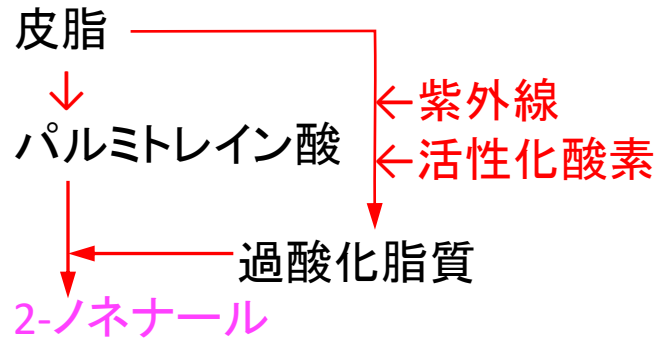 皮脂
←紫外線
パルミトレイン酸
←活性化酸素
過酸化脂質
2-ノネナール